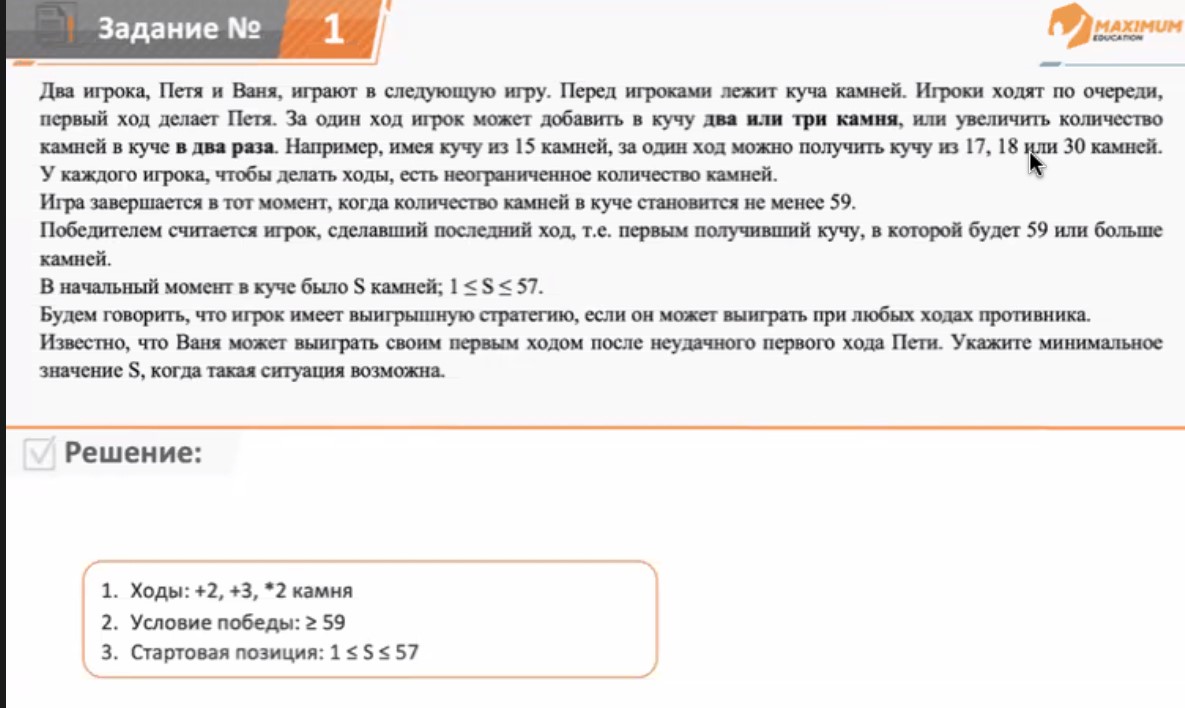 Задание № 1
MAXIMUM
EDUCATION
Два игрока, Петя и Ваня, играют в следующую игру. Перед игроками лежит куча камней. Игроки ходят по очереди,
первый ход делает Петя. За один ход игрок может добавить в кучу два или три камня, или увеличить количество
камней в куче в два раза. Например, имея кучу из 15 камней, за один ход можно получить кучу из 17, 18 или 30 камней.
У каждого игрока, чтобы делать ходы, есть неограниченное количество камней.
Игра завершается в тот момент, когда количество камней в куче становится не менее 59.
Победителем считается игрок, сделавший последний ход, т.е. первым получивший кучу, в которой будет 59 или больше
камней.
В начальный момент в куче было S камней; 1 ≤ S ≤ 57.
Будем говорить, что игрок имеет выигрышную стратегию, если он может выиграть при любых ходах противника.
Известно, что Ваня может выиграть своим первым ходом после неудачного первого хода Пети. Укажите минимальное
значение S, когда такая ситуация возможна.
Решение:
1. Ходы: +2, +3, *2 камня
2. Условие победы: ≥ 59
3. Стартовая позиция: 1 ≤ S ≤ 57